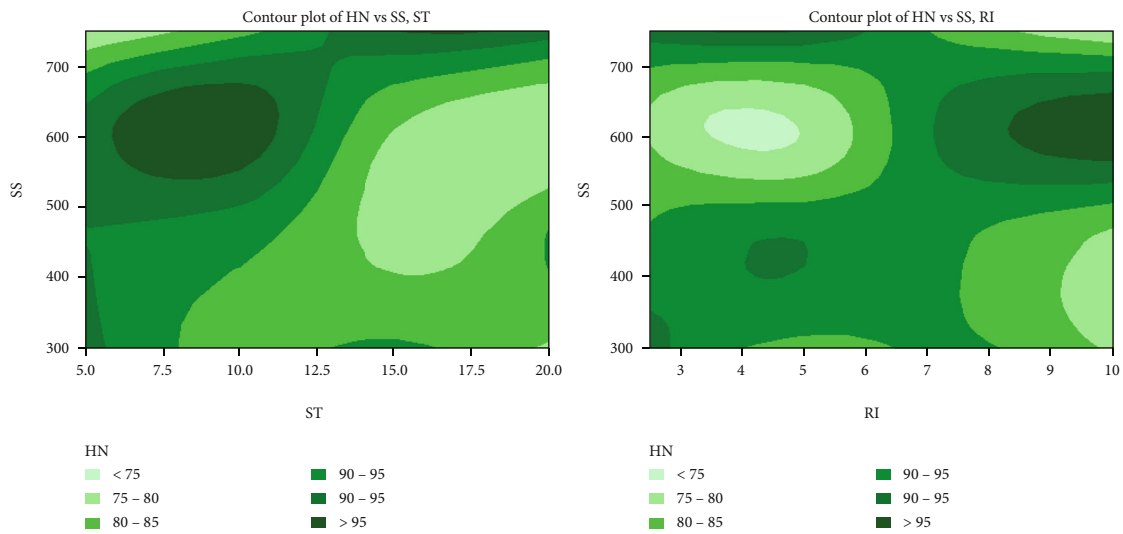 Contour plot of HN vs SS, ST
700
600
500
400
300
SS
5.0 7.5 10.0 12.5 15.0 17.5 20.0
ST
HN
< 75
75 – 80
80 – 85
90 – 95
90 – 95
> 95
Contour plot of HN vs SS, RI
700
600
500
400
300
SS
3 4 5 6 7 8 9 10
RI
HN
< 75
75 – 80
80 – 85
90 – 95
90 – 95
> 95